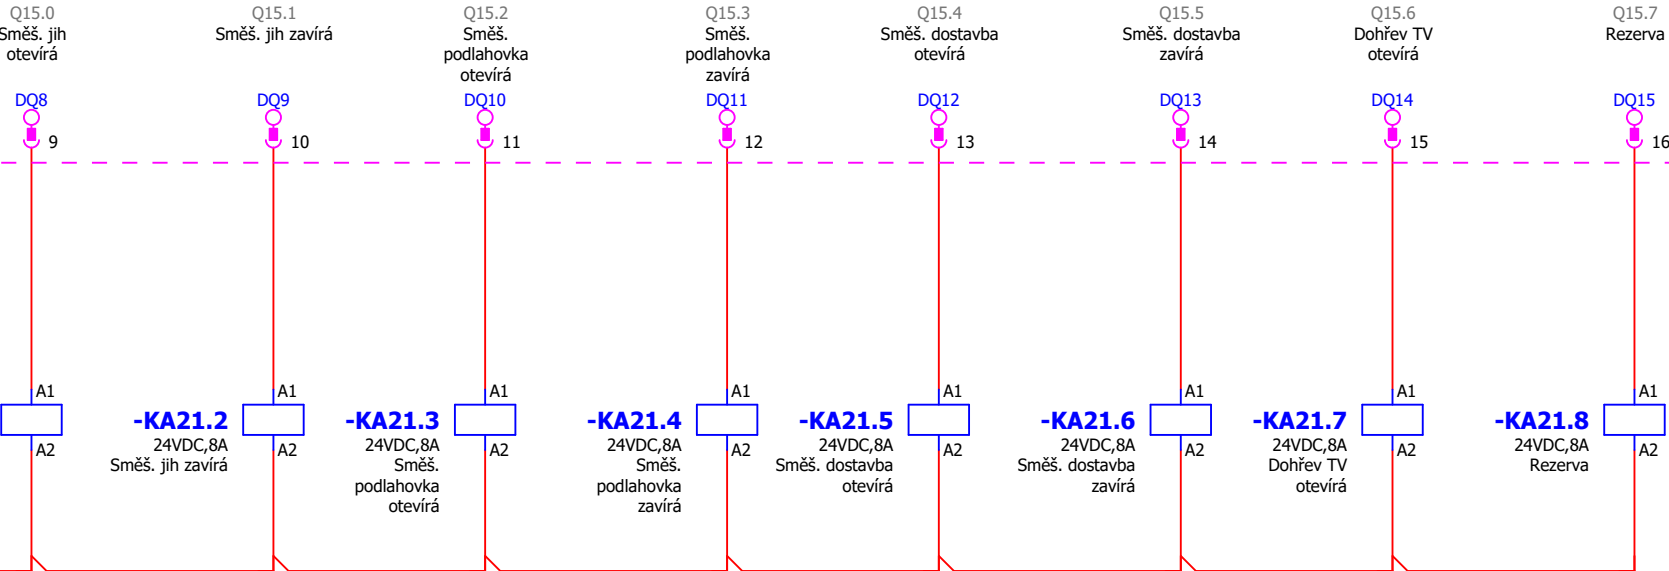 Q15.0
Směš. jih
otevírá
DQ8
9
Q15.1
Směš. jih zavírá
DQ9
10
Q15.2
Směš.
podlahovka
otevírá
DQ10
11
Q15.3
Směš.
podlahovka
zavírá
DQ11
12
Q15.4
Směš. dostavba
otevírá
DQ12
13
Q15.5
Směš. dostavba
zavírá
DQ13
14
Q15.6
Dohřev TV
otevírá
DQ14
15
Q15.7
Rezerva
DQ15
16
A1
A2
-KA21.2
24VDC,8A
Směš. jih zavírá
A1
A2
-KA21.3
24VDC,8A
Směš.
podlahovka
otevírá
A1
A2
-KA21.4
24VDC,8A
Směš.
podlahovka
zavírá
A1
A2
-KA21.5
24VDC,8A
Směš. dostavba
otevírá
A1
A2
-KA21.6
24VDC,8A
Směš. dostavba
zavírá
A1
A2
-KA21.7
24VDC,8A
Dohřev TV
otevírá
A1
A2
-KA21.8
24VDC,8A
Rezerva
A1
A2